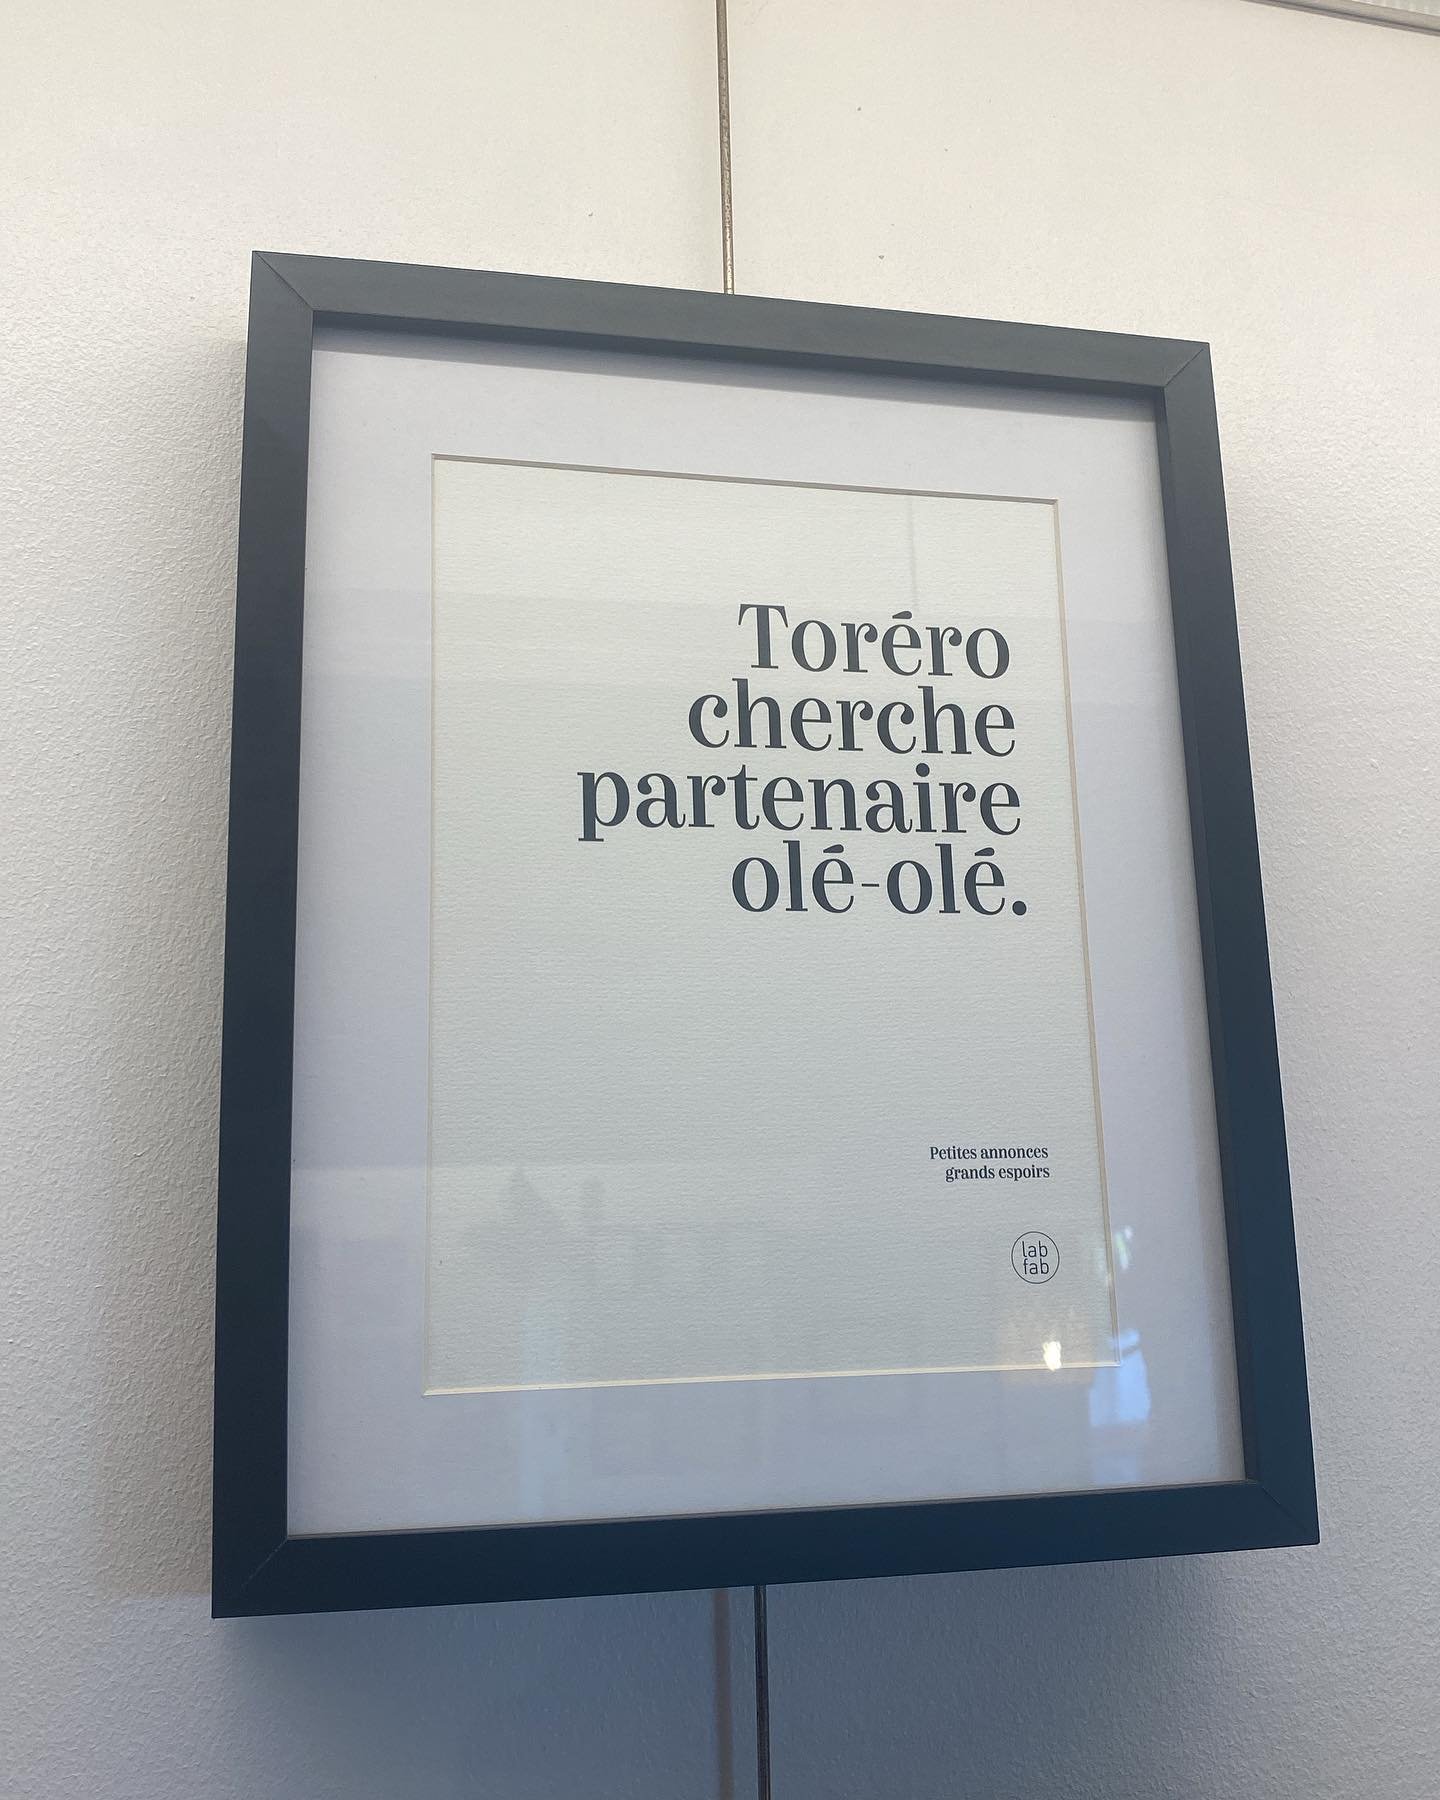 Toréro
cherche
partenaire
olé-olé.
Petites annonces
grands espoirs
lab
fab